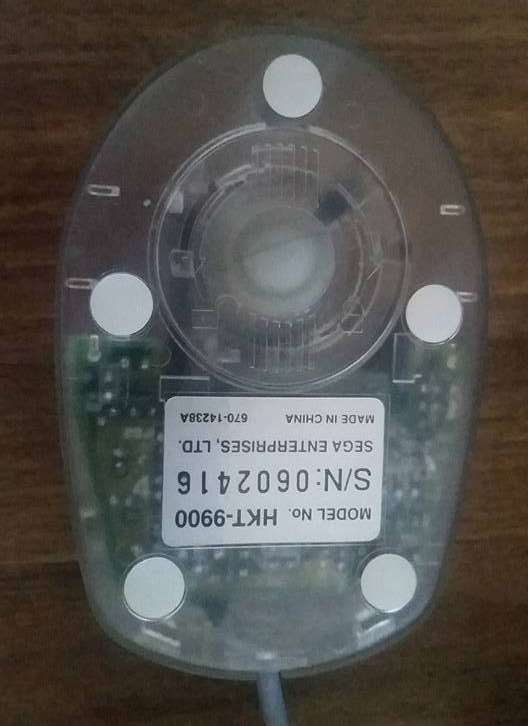 MODEL No. HKT-9900
S/N:0602416
SEGA ENTERPRISES, LTD.
MADE IN CHINA 670-14238A